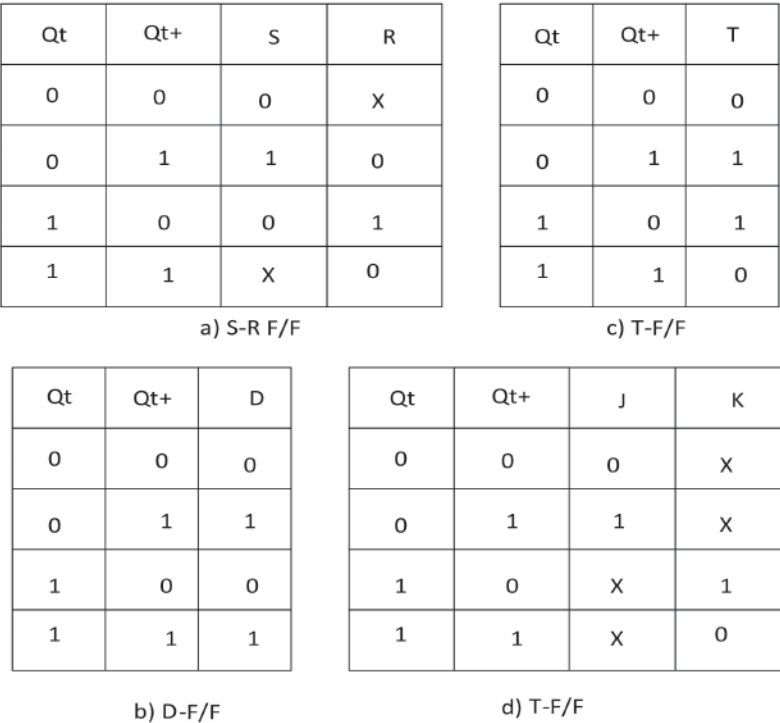 Qt Qt+ S R
0 0 0 X
0 1 1 0
1 0 0 1
1 1 X 0
a) S-R F/F
Qt Qt+ T
0 0 0
0 1 1
1 0 1
1 1 0
c) T-F/F
Qt Qt+ D
0 0 0
0 1 1
1 0 0
1 1 1
b) D-F/F
Qt Qt+ J K
0 0 0 X
0 1 1 X
1 0 X 1
1 1 X 0
d) T-F/F